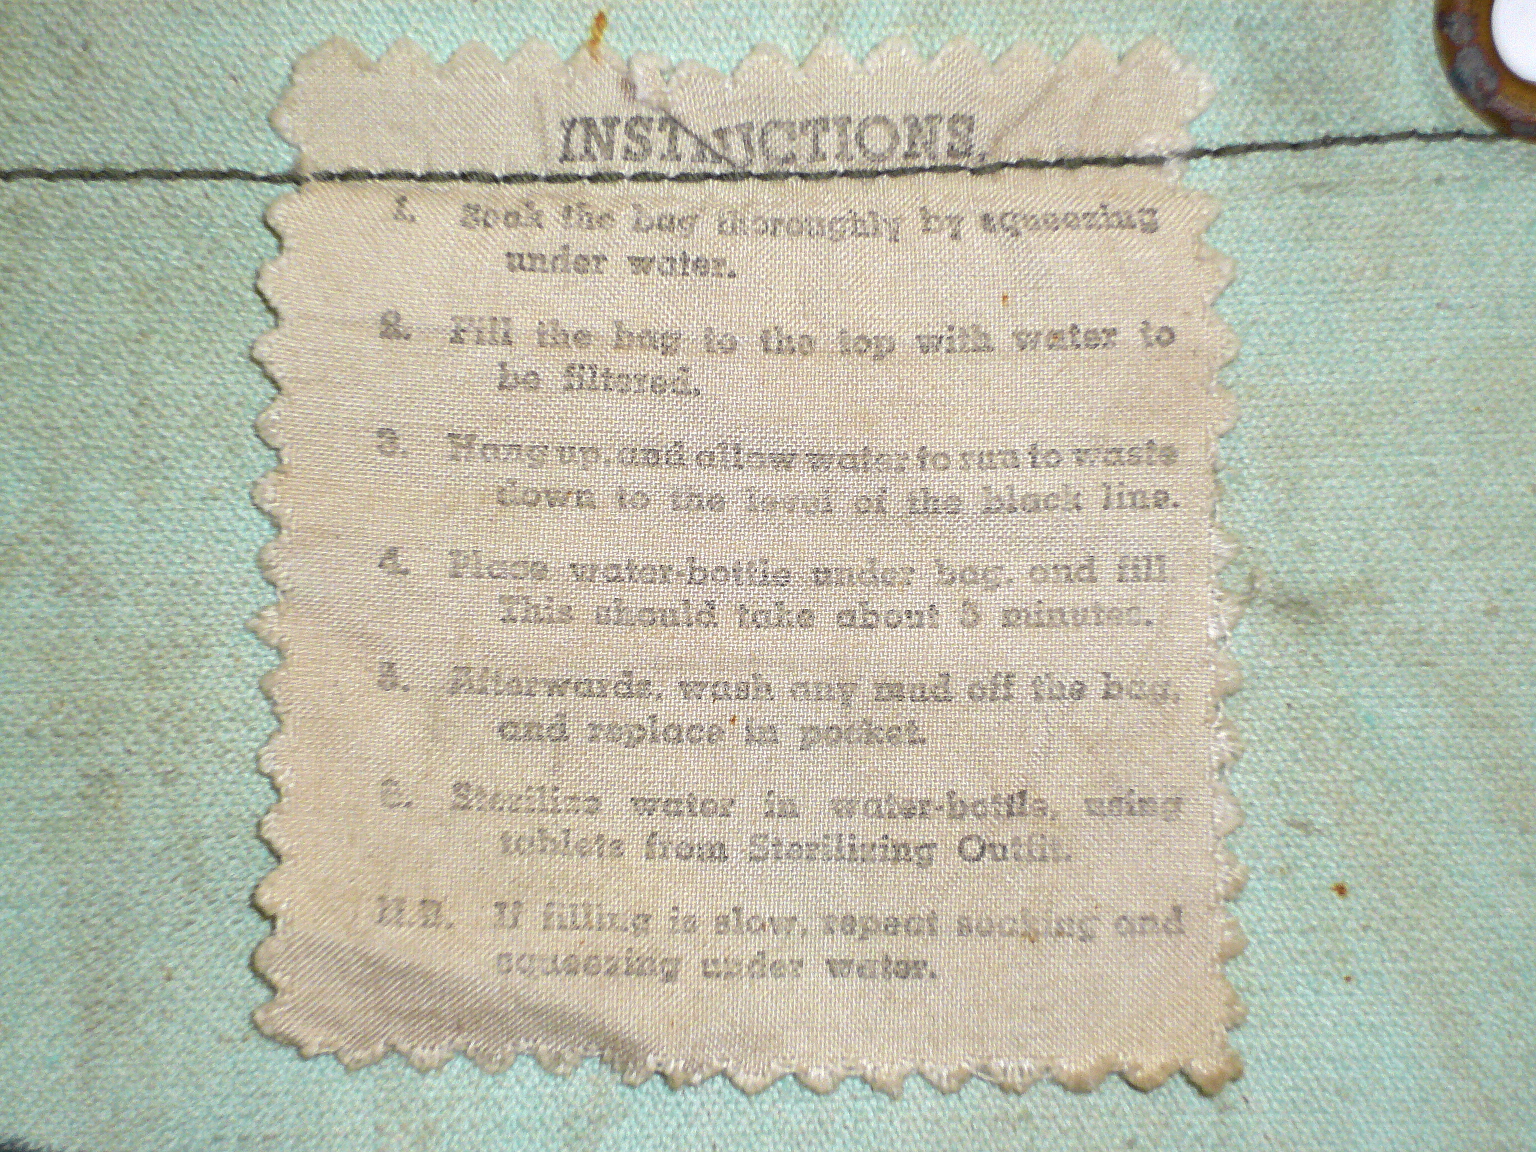 INSTRUCTIONS.
1. Soak the bag thoroughly by squeezing
under water.
2. Fill the bag to the top with water to
be filtered.
3. Hang up, and allow water to run to waste
down to the level of the black line.
4. Place water-bottle under bag, and fill
This should take about 5 minutes.
5. Afterwards, wash any mud off the bag,
and replace in pocket.
6. Sterilize water in water-bottle, using
tablets from Sterilizing Outfit.
N.B. If filling is slow, repeat soaking and
squeezing under water.